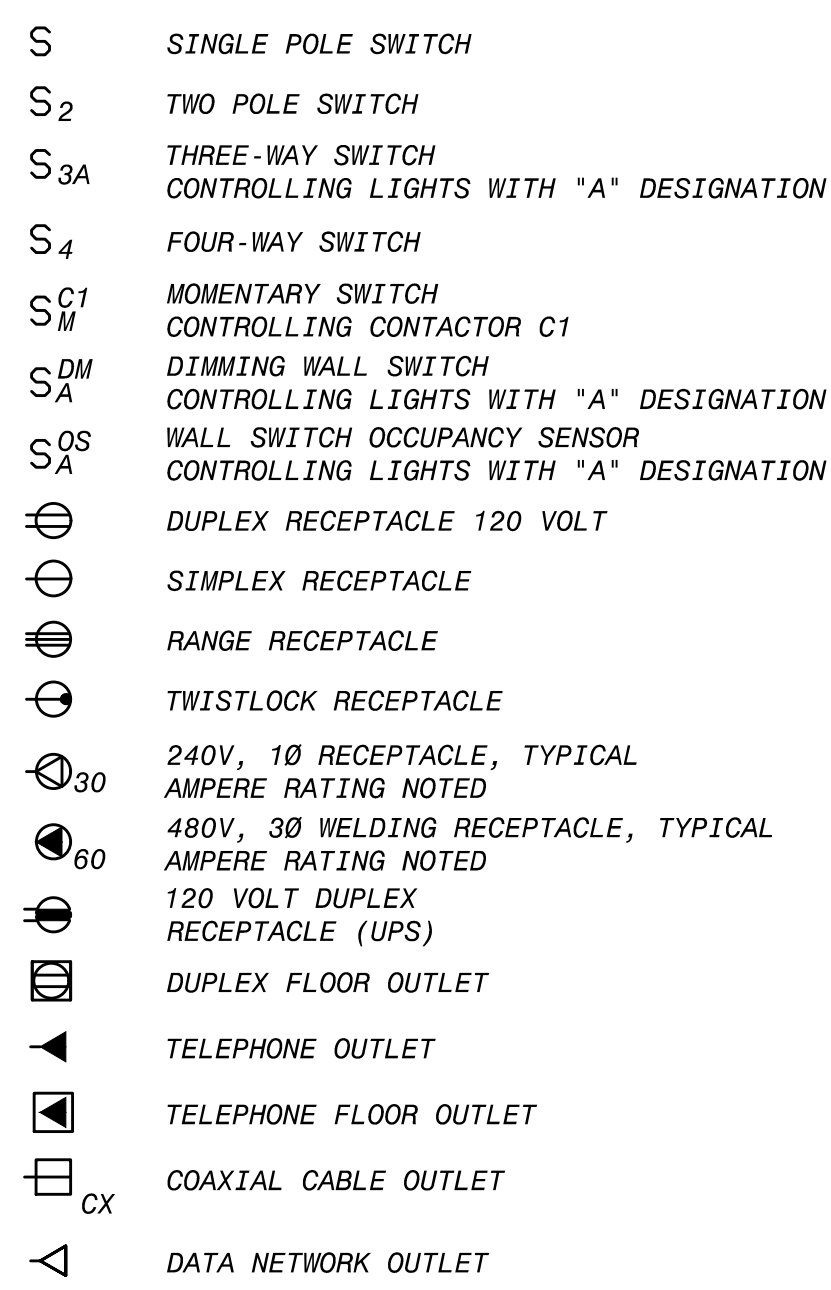 S SINGLE POLE SWITCH
S2 TWO POLE SWITCH
S3A THREE-WAY SWITCH
CONTROLLING LIGHTS WITH "A" DESIGNATION
S4 FOUR-WAY SWITCH
S C1 M MOMENTARY SWITCH
CONTROLLING CONTACTOR C1
S DM A DIMMING WALL SWITCH
CONTROLLING LIGHTS WITH "A" DESIGNATION
S OS A WALL SWITCH OCCUPANCY SENSOR
CONTROLLING LIGHTS WITH "A" DESIGNATION
DUPLEX RECEPTACLE 120 VOLT
SIMPLEX RECEPTACLE
RANGE RECEPTACLE
TWISTLOCK RECEPTACLE
30 240V, 1Ø RECEPTACLE, TYPICAL
AMPERE RATING NOTED
60 480V, 3Ø WELDING RECEPTACLE, TYPICAL
AMPERE RATING NOTED
120 VOLT DUPLEX
RECEPTACLE (UPS)
DUPLEX FLOOR OUTLET
TELEPHONE OUTLET
TELEPHONE FLOOR OUTLET
CX COAXIAL CABLE OUTLET
DATA NETWORK OUTLET